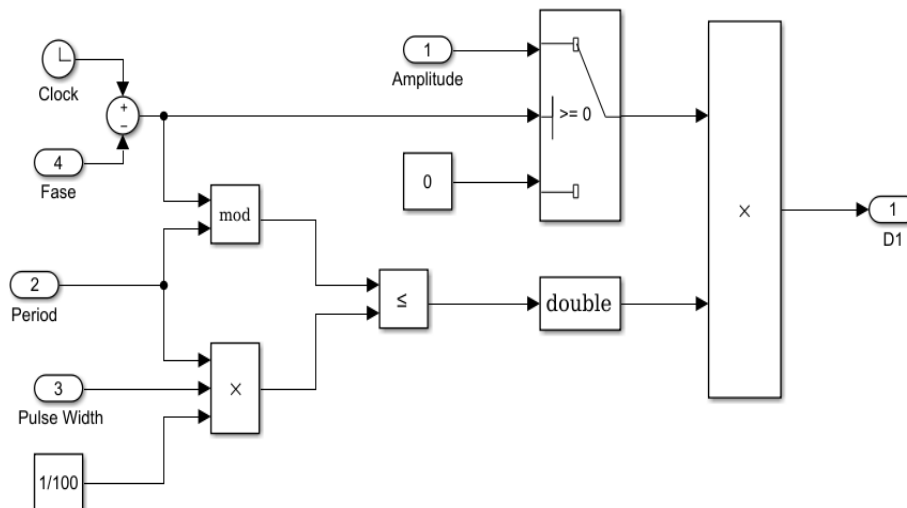 Clock
+
−
4
Fase
1
Amplitude
>= 0
0
mod
2
Period
≤
double
×
1
D1
3
Pulse Width
×
1/100